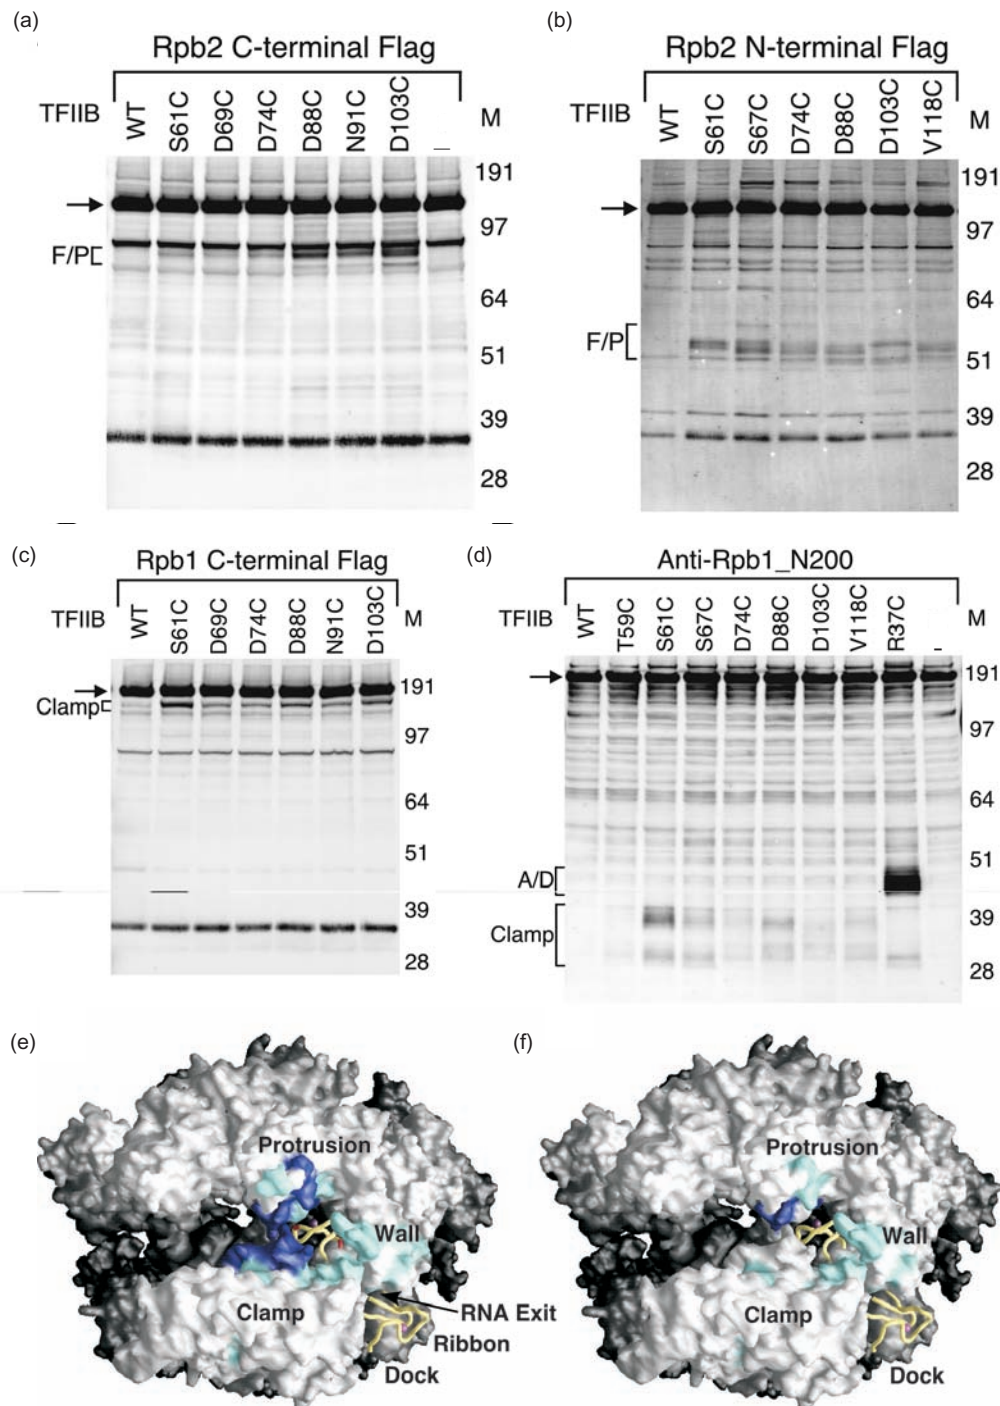 (a)
Rpb2 C-terminal Flag
TFIIB WT S61C D69C D74C D88C N91C D103C – M
191
97
F/P
64
51
39
28
(b)
Rpb2 N-terminal Flag
TFIIB WT S61C S67C D74C D88C D103C V118C M
191
97
64
F/P
51
39
28
(c)
Rpb1 C-terminal Flag
TFIIB WT S61C D69C D74C D88C N91C D103C M
191
Clamp
97
64
51
39
28
(d)
Anti-Rpb1_N200
TFIIB WT T59C S61C S67C D74C D88C D103C V118C R37C - M
191
97
64
51
A/D
39
Clamp
28
(e)
Protrusion
Wall
Clamp
RNA Exit
Ribbon
Dock
(f)
Protrusion
Wall
Clamp
Dock